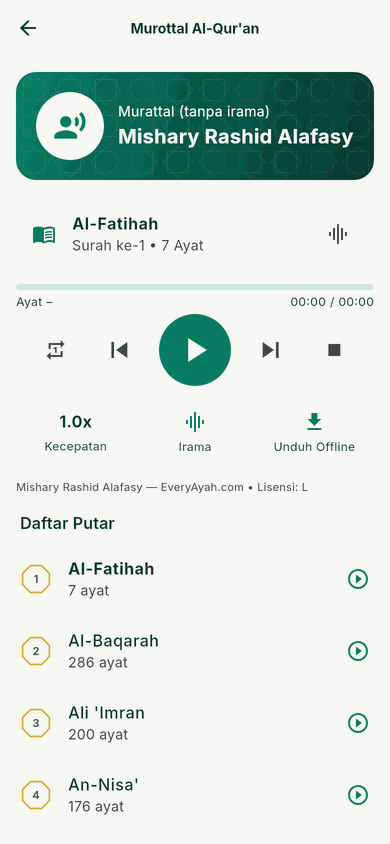 Murottal Al-Qur'an
Murattal (tanpa irama)
Mishary Rashid Alafasy
Al-Fatihah
Surah ke-1 • 7 Ayat
Ayat –
00:00 / 00:00
1
1.0x
Kecepatan
Irama
Unduh Offline
Mishary Rashid Alafasy — EveryAyah.com • Lisensi: L
Daftar Putar
1
Al-Fatihah
7 ayat
2
Al-Baqarah
286 ayat
3
Ali 'Imran
200 ayat
4
An-Nisa'
176 ayat